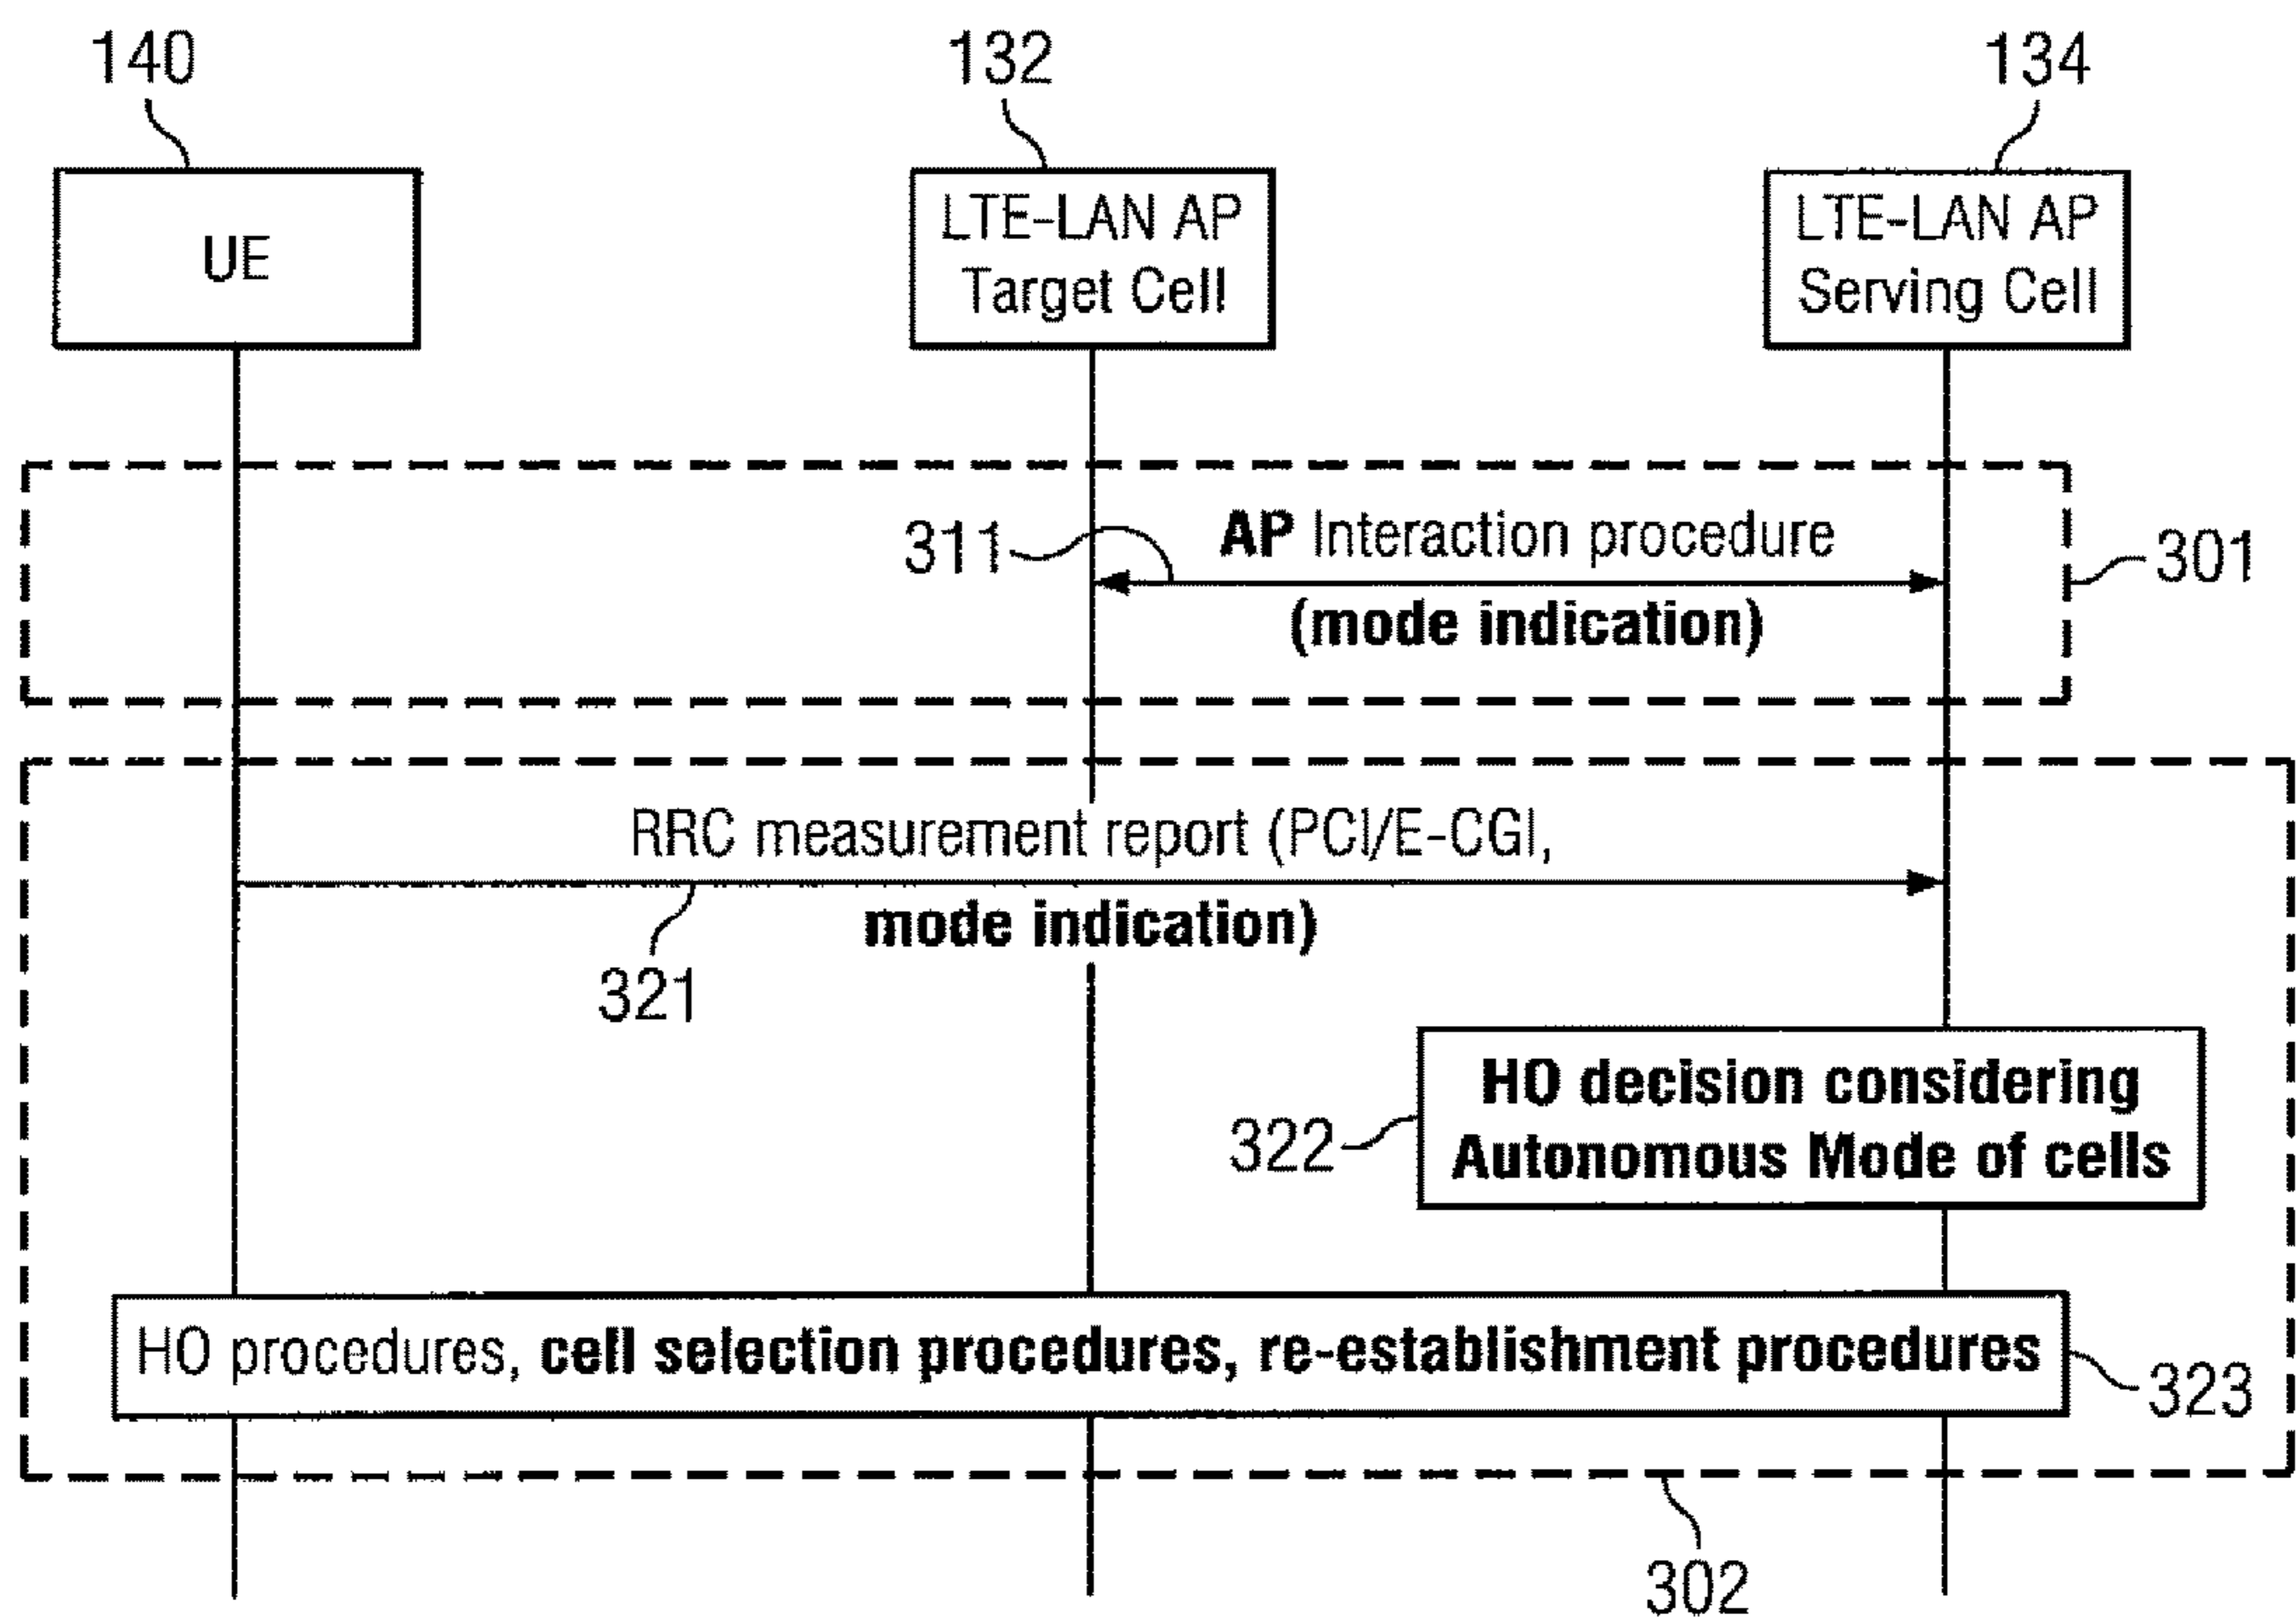 140
132
134
UE
LTE-LAN AP
Target Cell
LTE-LAN AP
Serving Cell
311
AP Interaction procedure
(mode indication)
301
RRC measurement report (PCI/E-CGI,
mode indication)
321
HO decision considering
Autonomous Mode of cells
322
HO procedures, cell selection procedures, re-establishment procedures
323
302